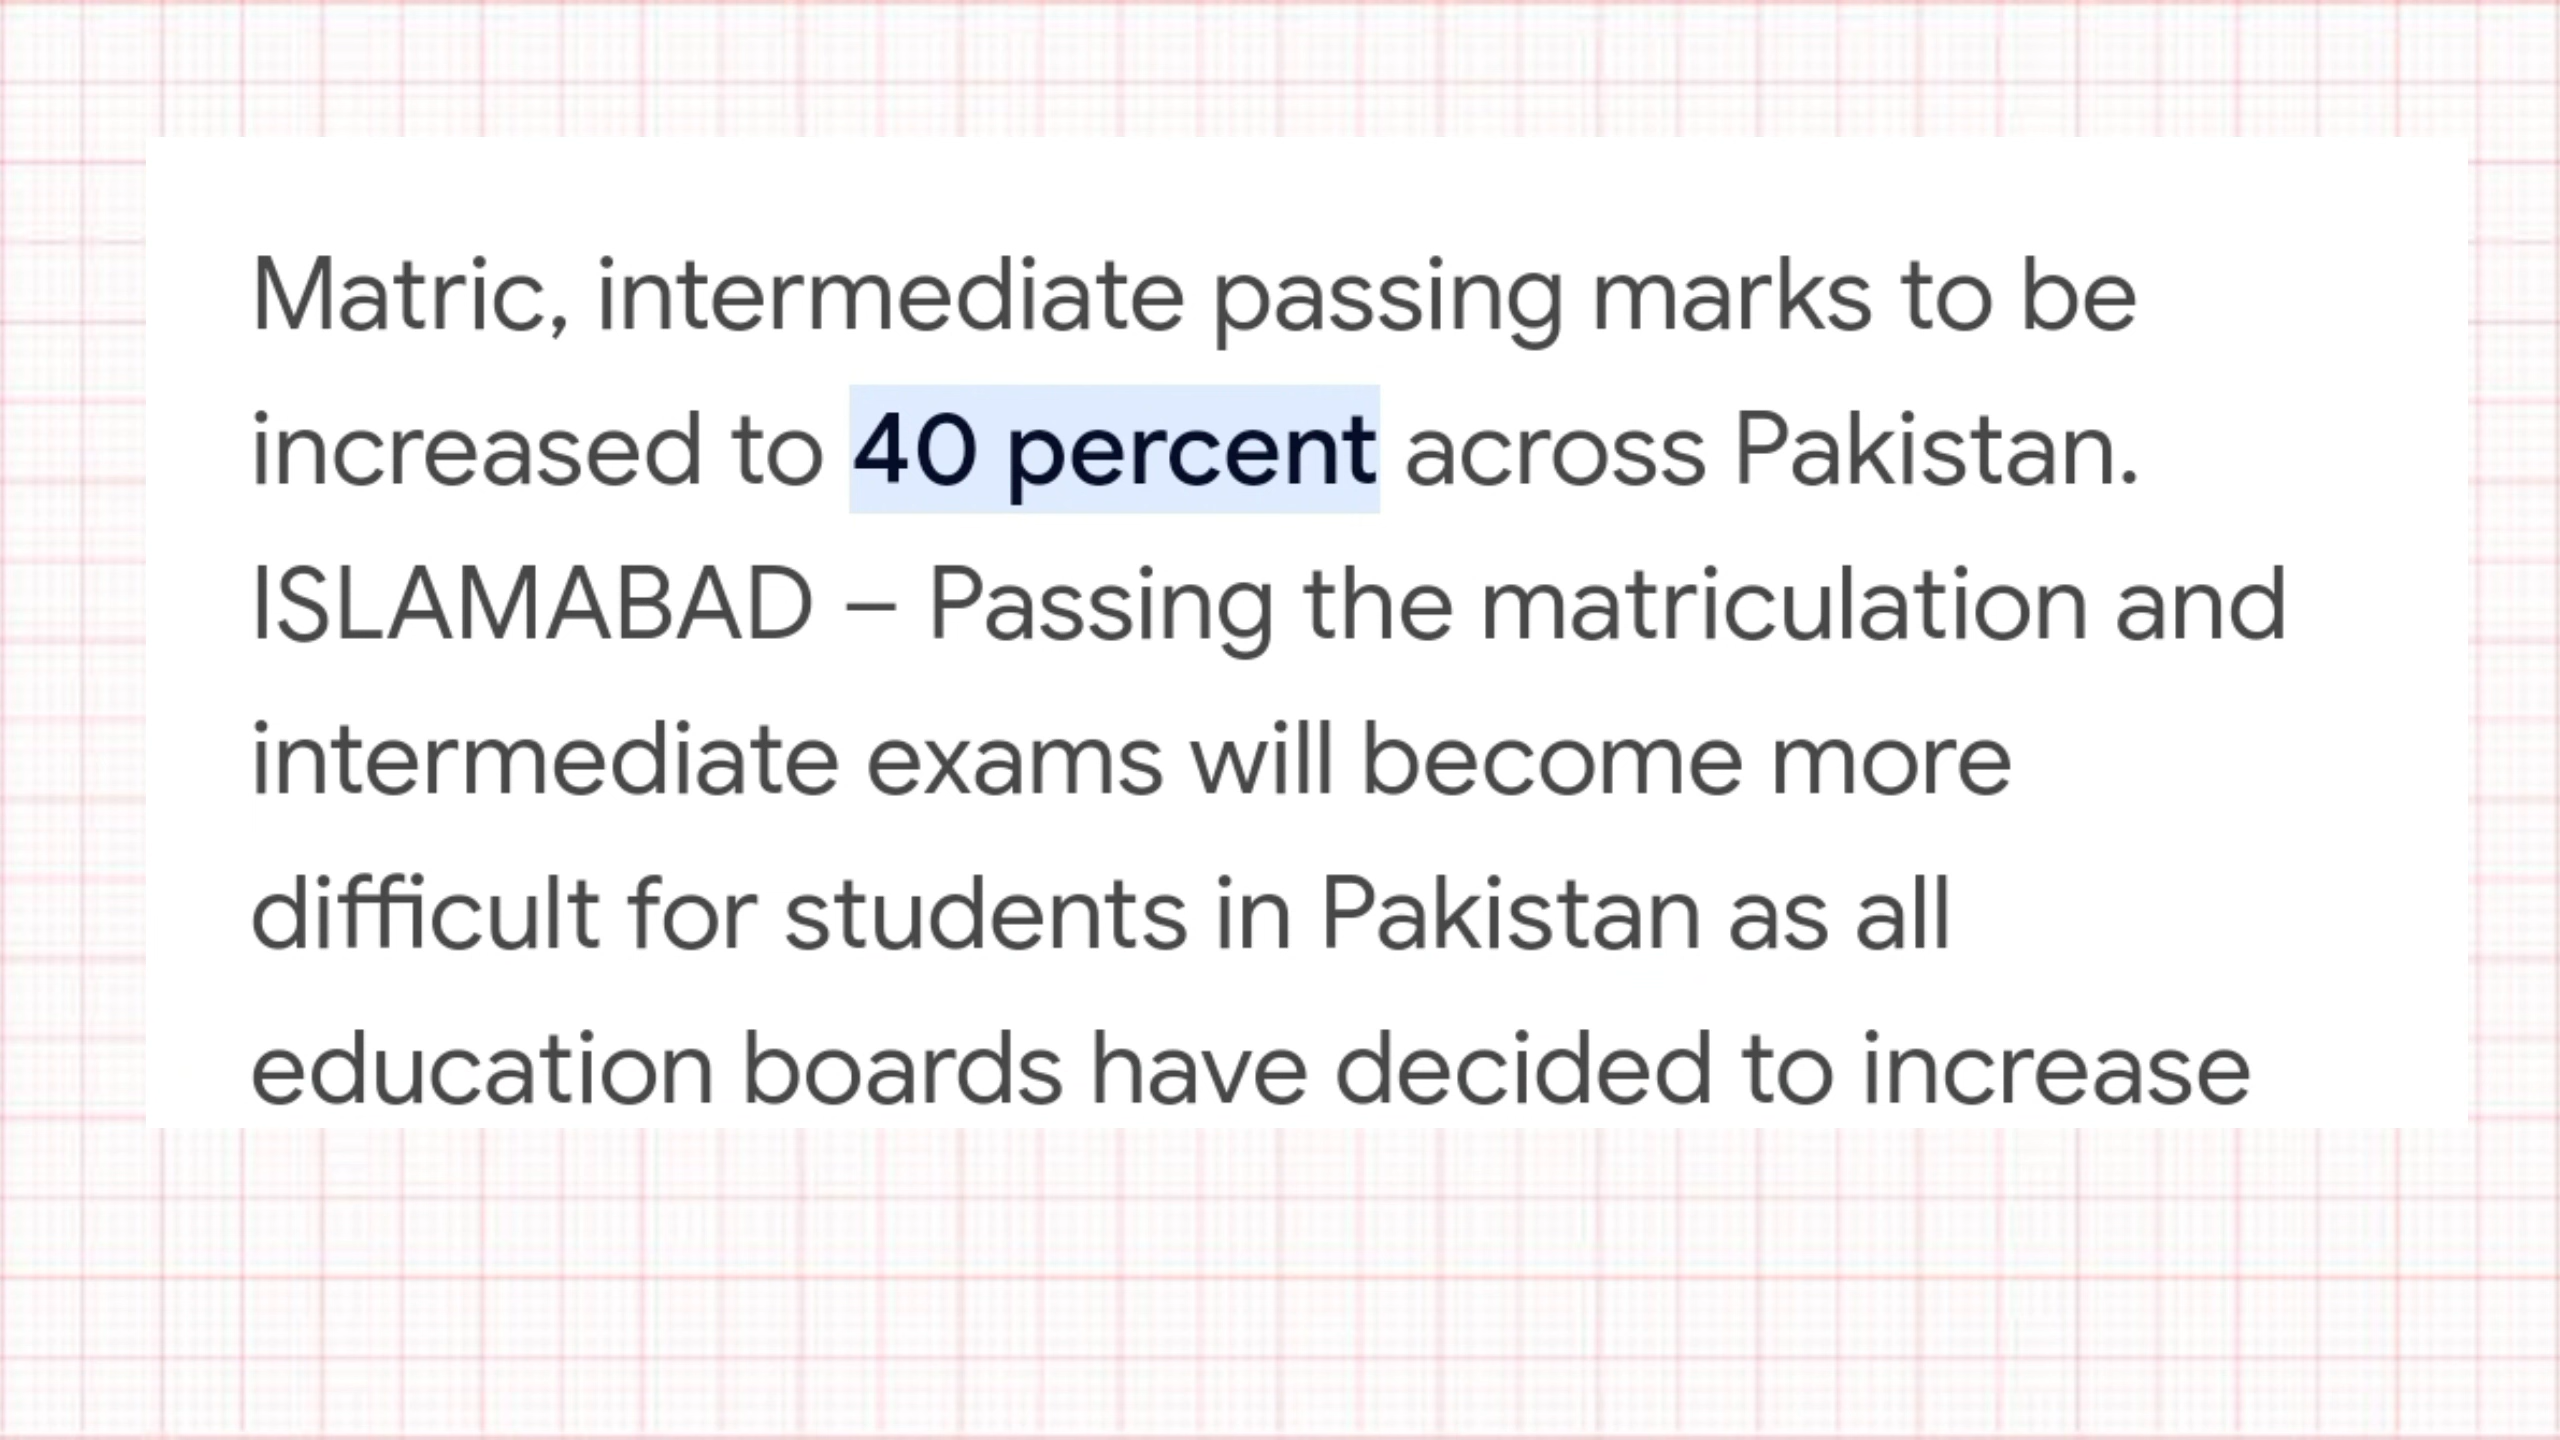 Matric, intermediate passing marks to be
increased to 40 percent across Pakistan.
ISLAMABAD – Passing the matriculation and
intermediate exams will become more
difficult for students in Pakistan as all
education boards have decided to increase